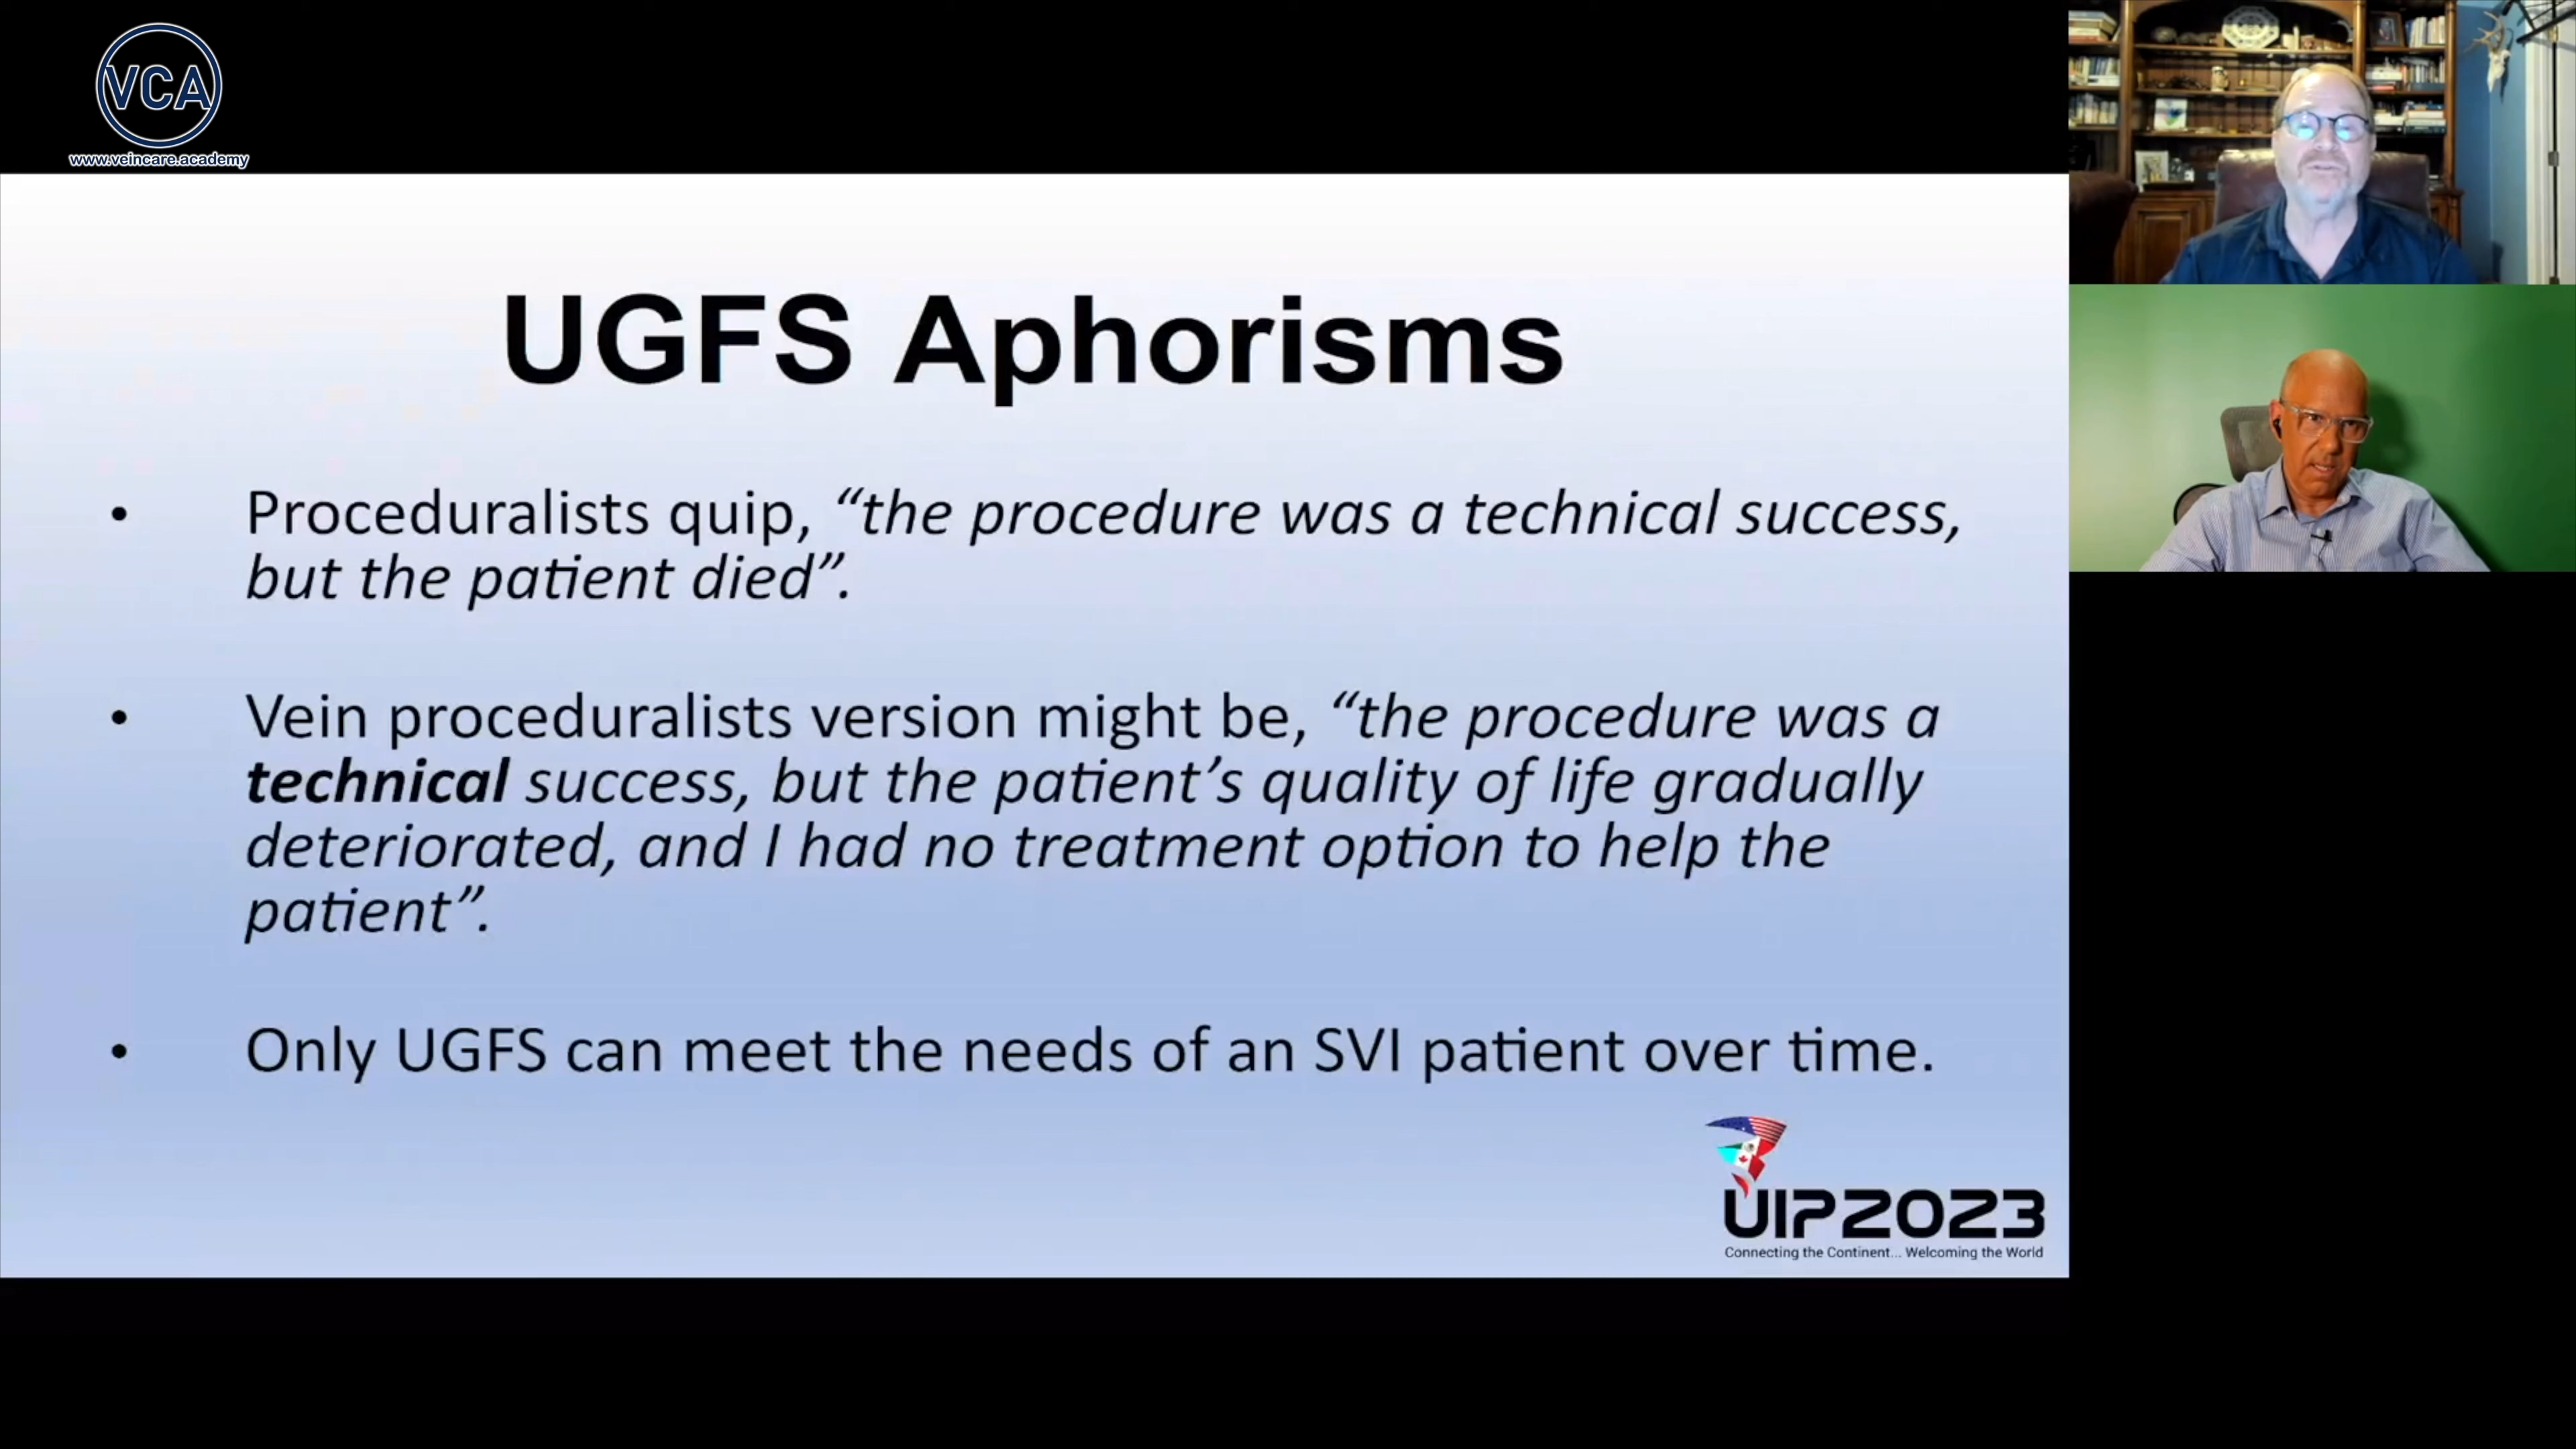 VCA
www.veincare.academy
UGFS Aphorisms
• Proceduralists quip, “the procedure was a technical success,
but the patient died”.
• Vein proceduralists version might be, “the procedure was a
technical success, but the patient’s quality of life gradually
deteriorated, and I had no treatment option to help the
patient”.
• Only UGFS can meet the needs of an SVI patient over time.
UIP2023
Connecting the Continent... Welcoming the World